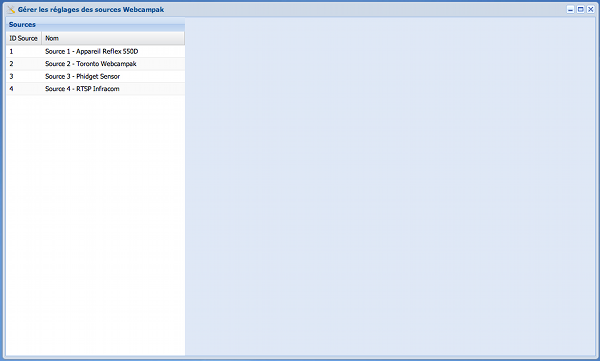 Gérer les réglages des sources Webcampak
Sources
ID Source Nom
1 Source 1 - Appareil Reflex 550D
2 Source 2 - Toronto Webcampak
3 Source 3 - Phidget Sensor
4 Source 4 - RTSP Infracom